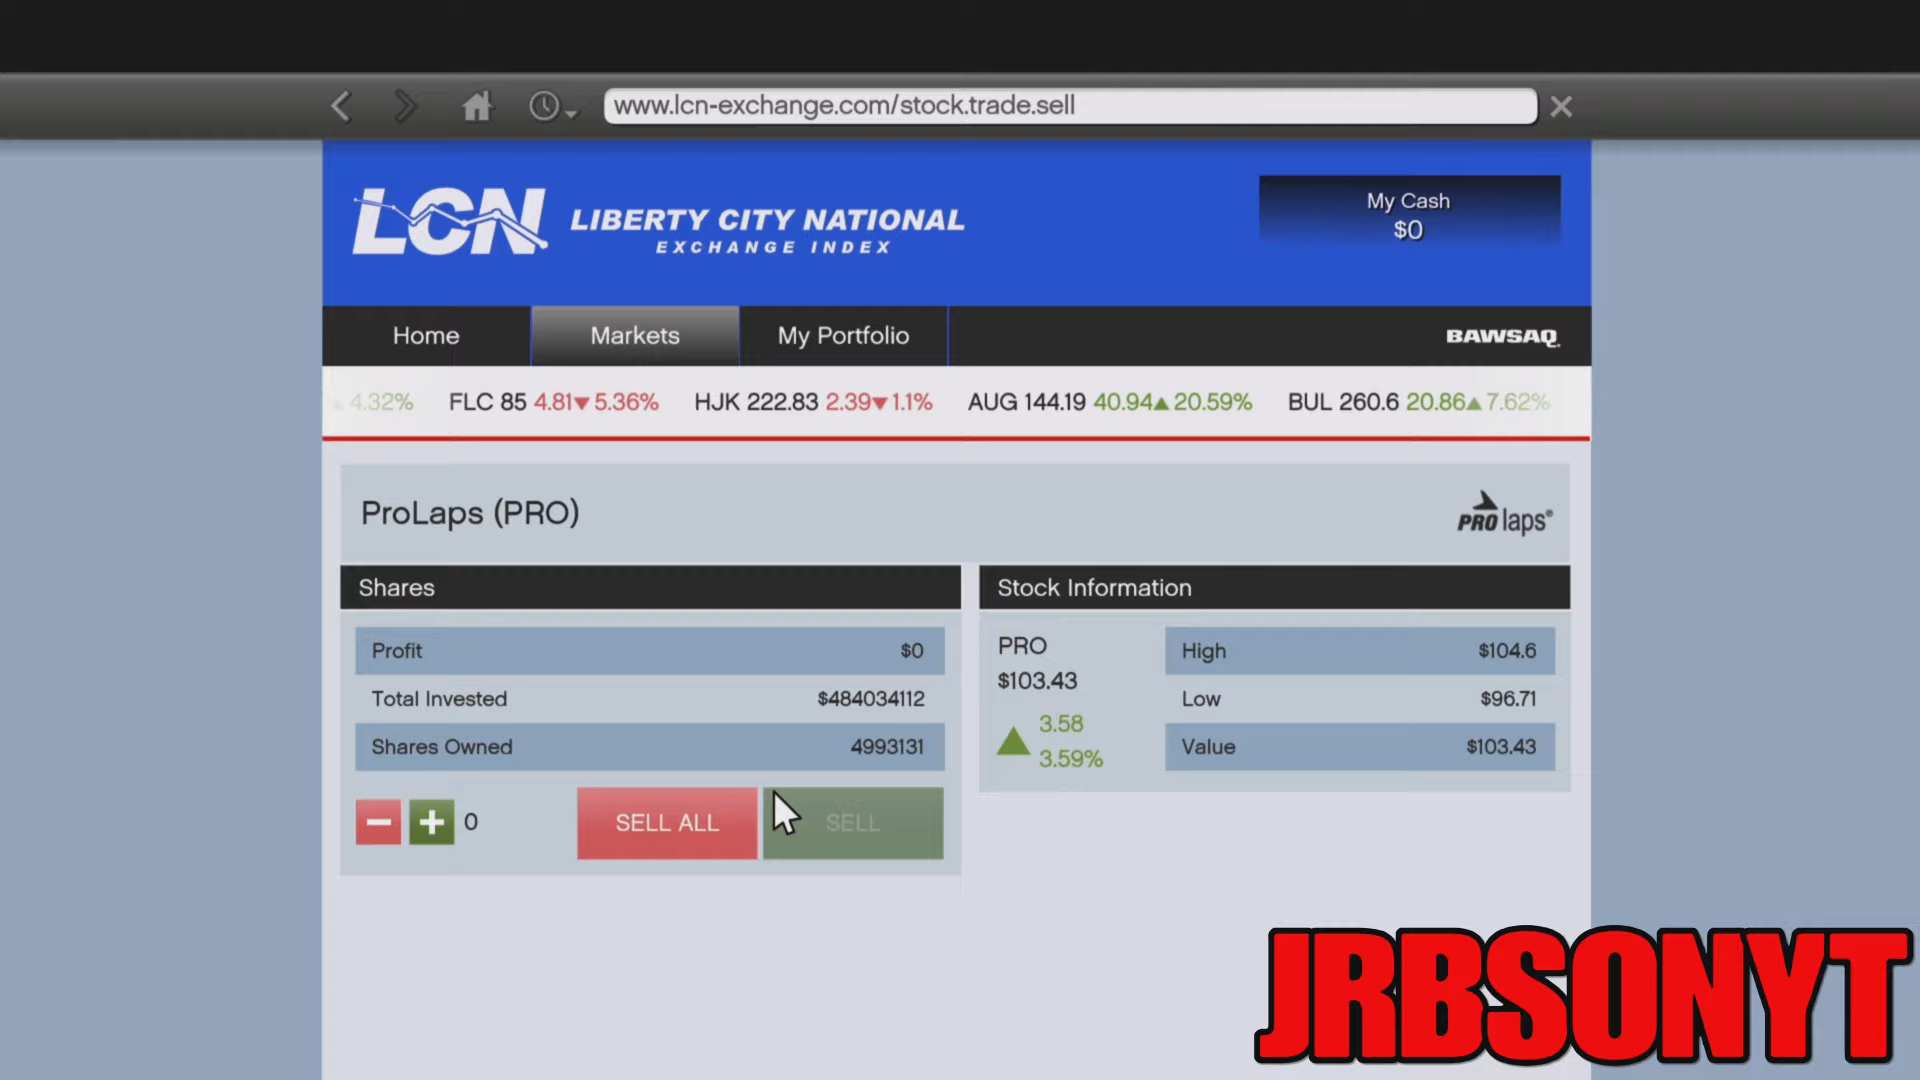 www.lcn-exchange.com/stock.trade.sell
LCN LIBERTY CITY NATIONAL
EXCHANGE INDEX
My Cash
$0
Home Markets My Portfolio BAWSAQ.
▲ 4.32% FLC 85 4.81▼5.36% HJK 222.83 2.39▼1.1% AUG 144.19 40.94▲20.59% BUL 260.6 20.86▲7.62%
ProLaps (PRO)
PRO laps®
Shares
Profit $0
Total Invested $484034112
Shares Owned 4993131
0 SELL ALL SELL
Stock Information
PRO
$103.43
▲ 3.58
3.59%
High $104.6
Low $96.71
Value $103.43
JRBSONYT